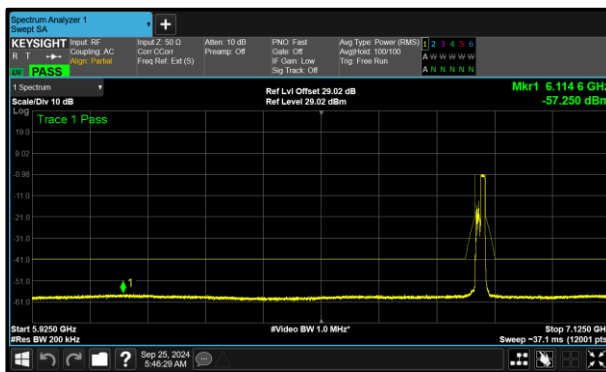 Spectrum Analyzer 1
Swept SA
+
KEYSIGHT
R T
PASS
Input: RF
Coupling: AC
Align: Partial
Input Z: 50 Ω
Corr CCorr
Freq Ref: Ext (S)
Atten: 10 dB
Preamp: Off
PNO: Fast
Gate: Off
IF Gain: Low
Sig Track: Off
Avg Type: Power (RMS)
Avg|Hold: 100/100
Trig: Free Run
1 2 3 4 5 6
A W W W W W
A N N N N N
1 Spectrum
Scale/Div 10 dB
Ref Lvl Offset 29.02 dB
Ref Level 29.02 dBm
Mkr1 6.114 6 GHz
-57.250 dBm
Log
Trace 1 Pass
19.0
9.02
-0.98
-11.0
-21.0
-31.0
-41.0
-51.0
-61.0
1
Start 5.9250 GHz
#Res BW 200 kHz
#Video BW 1.0 MHz*
Stop 7.1250 GHz
Sweep ~37.1 ms (12001 pts)
?
Sep 25, 2024
5:46:29 AM